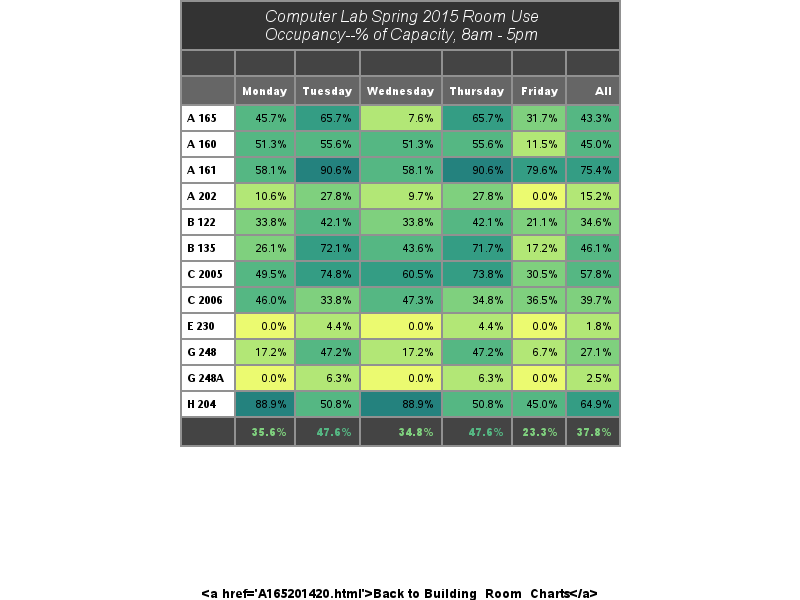 Computer Lab Spring 2015 Room Use
Occupancy--% of Capacity, 8am - 5pm
Monday Tuesday Wednesday Thursday Friday All
A 165 45.7% 65.7% 7.6% 65.7% 31.7% 43.3%
A 160 51.3% 55.6% 51.3% 55.6% 11.5% 45.0%
A 161 58.1% 90.6% 58.1% 90.6% 79.6% 75.4%
A 202 10.6% 27.8% 9.7% 27.8% 0.0% 15.2%
B 122 33.8% 42.1% 33.8% 42.1% 21.1% 34.6%
B 135 26.1% 72.1% 43.6% 71.7% 17.2% 46.1%
C 2005 49.5% 74.8% 60.5% 73.8% 30.5% 57.8%
C 2006 46.0% 33.8% 47.3% 34.8% 36.5% 39.7%
E 230 0.0% 4.4% 0.0% 4.4% 0.0% 1.8%
G 248 17.2% 47.2% 17.2% 47.2% 6.7% 27.1%
G 248A 0.0% 6.3% 0.0% 6.3% 0.0% 2.5%
H 204 88.9% 50.8% 88.9% 50.8% 45.0% 64.9%
35.6% 47.6% 34.8% 47.6% 23.3% 37.8%
<a href='A165201420.html'>Back to Building_Room_Charts</a>